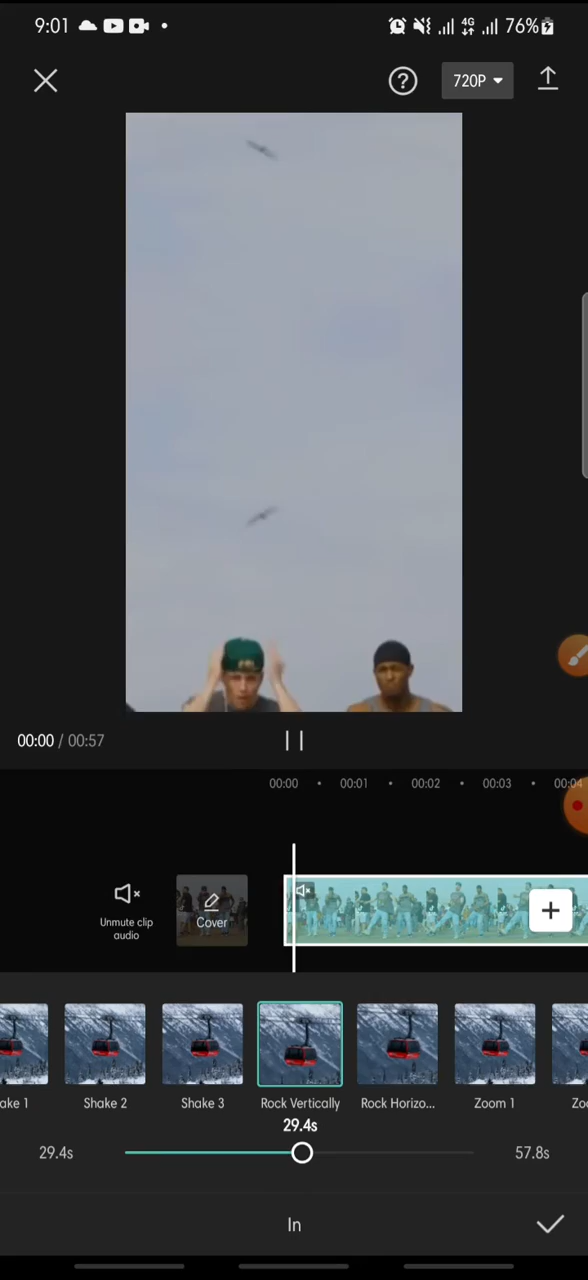 9:01
4G
76%
?
720P
00:00 / 00:57
00:00
00:01
00:02
00:03
00:04
Unmute clip
audio
Cover
ake 1
Shake 2
Shake 3
Rock Vertically
Rock Horizo...
Zoom 1
Zoo
29.4s
29.4s
57.8s
In